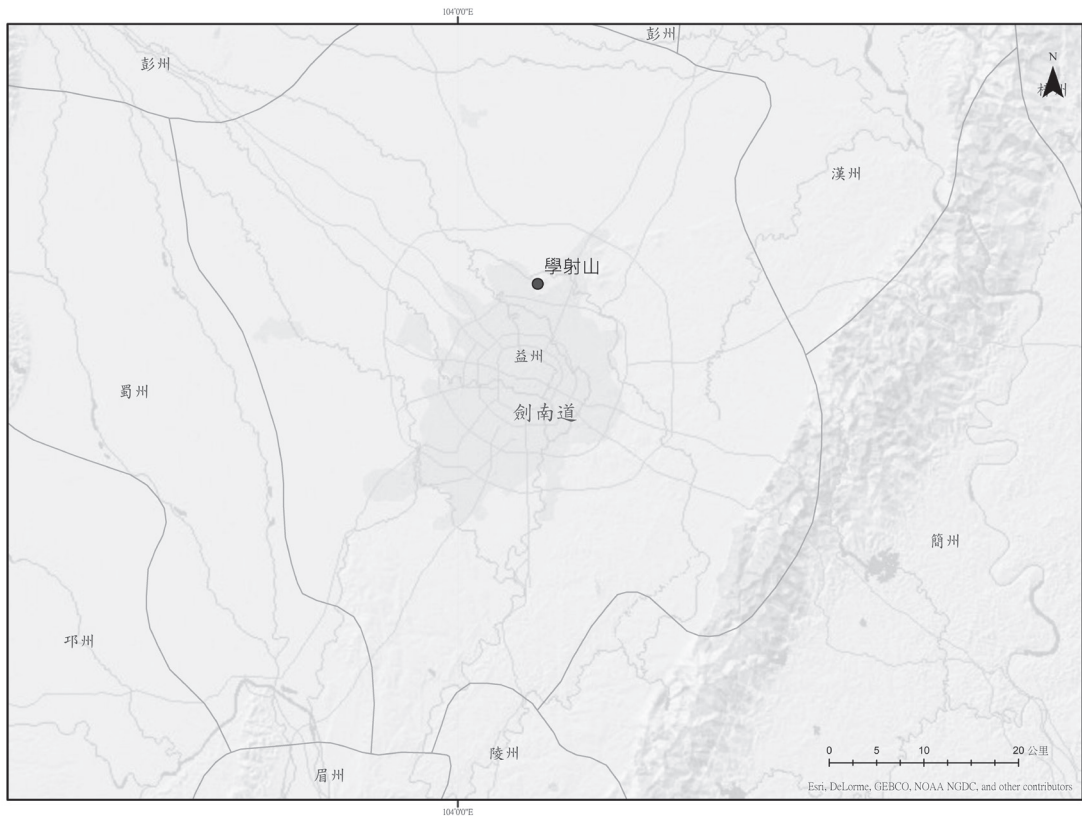 104°0'0"E
彭州
彭州
N
漢州
學射山
益州
蜀州
劍南道
簡州
邛州
陵州
眉州
0 5 10 20 公里
Esri, DeLorme, GEBCO, NOAA NGDC, and other contributors
104°0'0"E